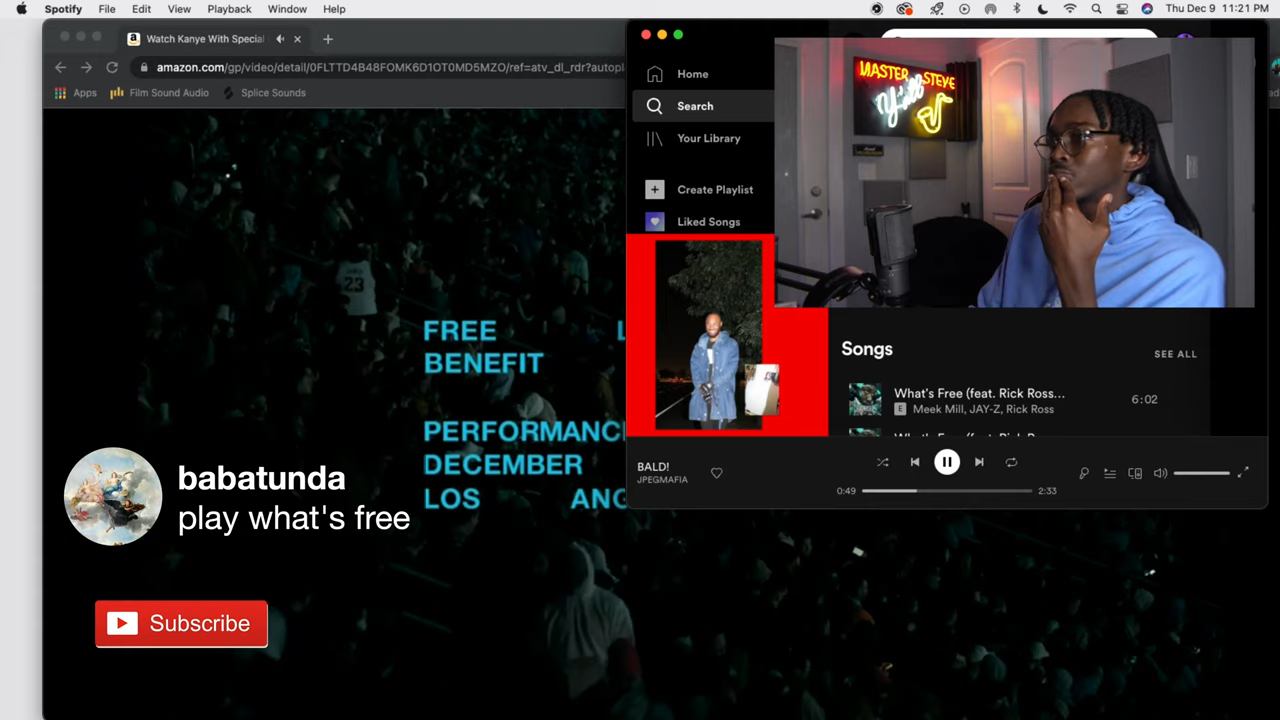 Spotify File Edit View Playback Window Help Thu Dec 9 11:21 PM
Watch Kanye With Special
amazon.com/gp/video/detail/0FLTTD4B48FOMK6D1OT0MD5MZO/ref=atv_dl_rdr?autopl
Apps Film Sound Audio Splice Sounds
FREE L
BENEFIT
PERFORMANC
DECEMBER
LOS ANG
23
babatunda
play what's free
Subscribe
Home
Search
Your Library
Create Playlist
Liked Songs
MASTER STEVE
Y'all
Songs
SEE ALL
What's Free (feat. Rick Ross...
E Meek Mill, JAY-Z, Rick Ross
6:02
BALD!
JPEGMAFIA
0:49 2:33